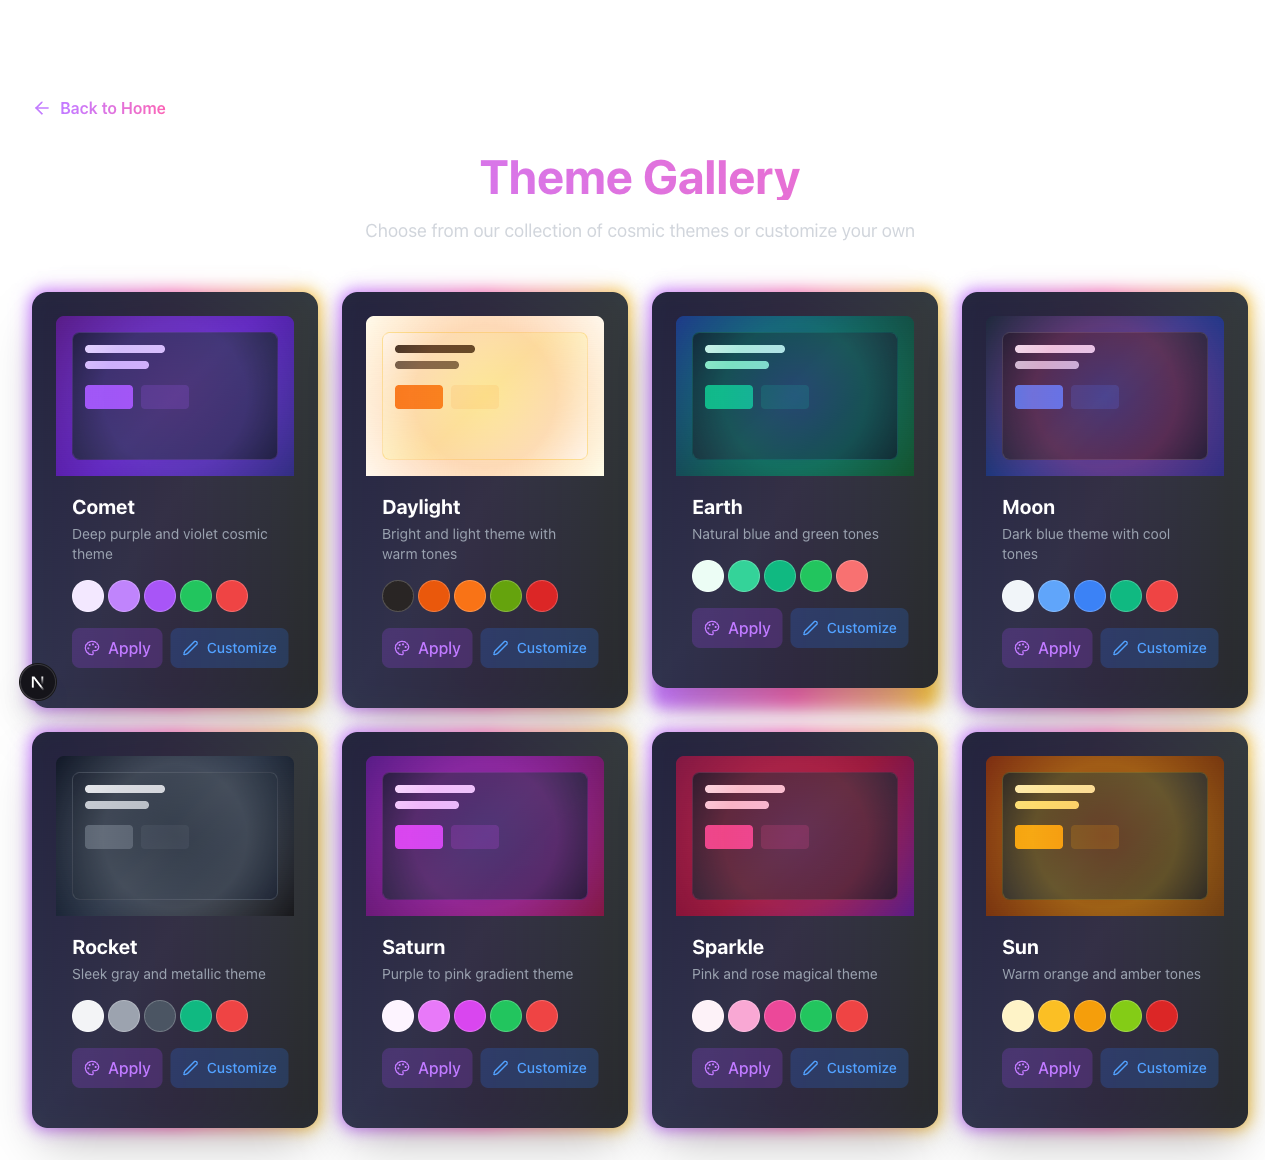 Back to Home
Theme Gallery
Choose from our collection of cosmic themes or customize your own
Comet
Deep purple and violet cosmic
theme
Apply
Customize
Daylight
Bright and light theme with
warm tones
Apply
Customize
Earth
Natural blue and green tones
Apply
Customize
Moon
Dark blue theme with cool
tones
Apply
Customize
N
Rocket
Sleek gray and metallic theme
Apply
Customize
Saturn
Purple to pink gradient theme
Apply
Customize
Sparkle
Pink and rose magical theme
Apply
Customize
Sun
Warm orange and amber tones
Apply
Customize